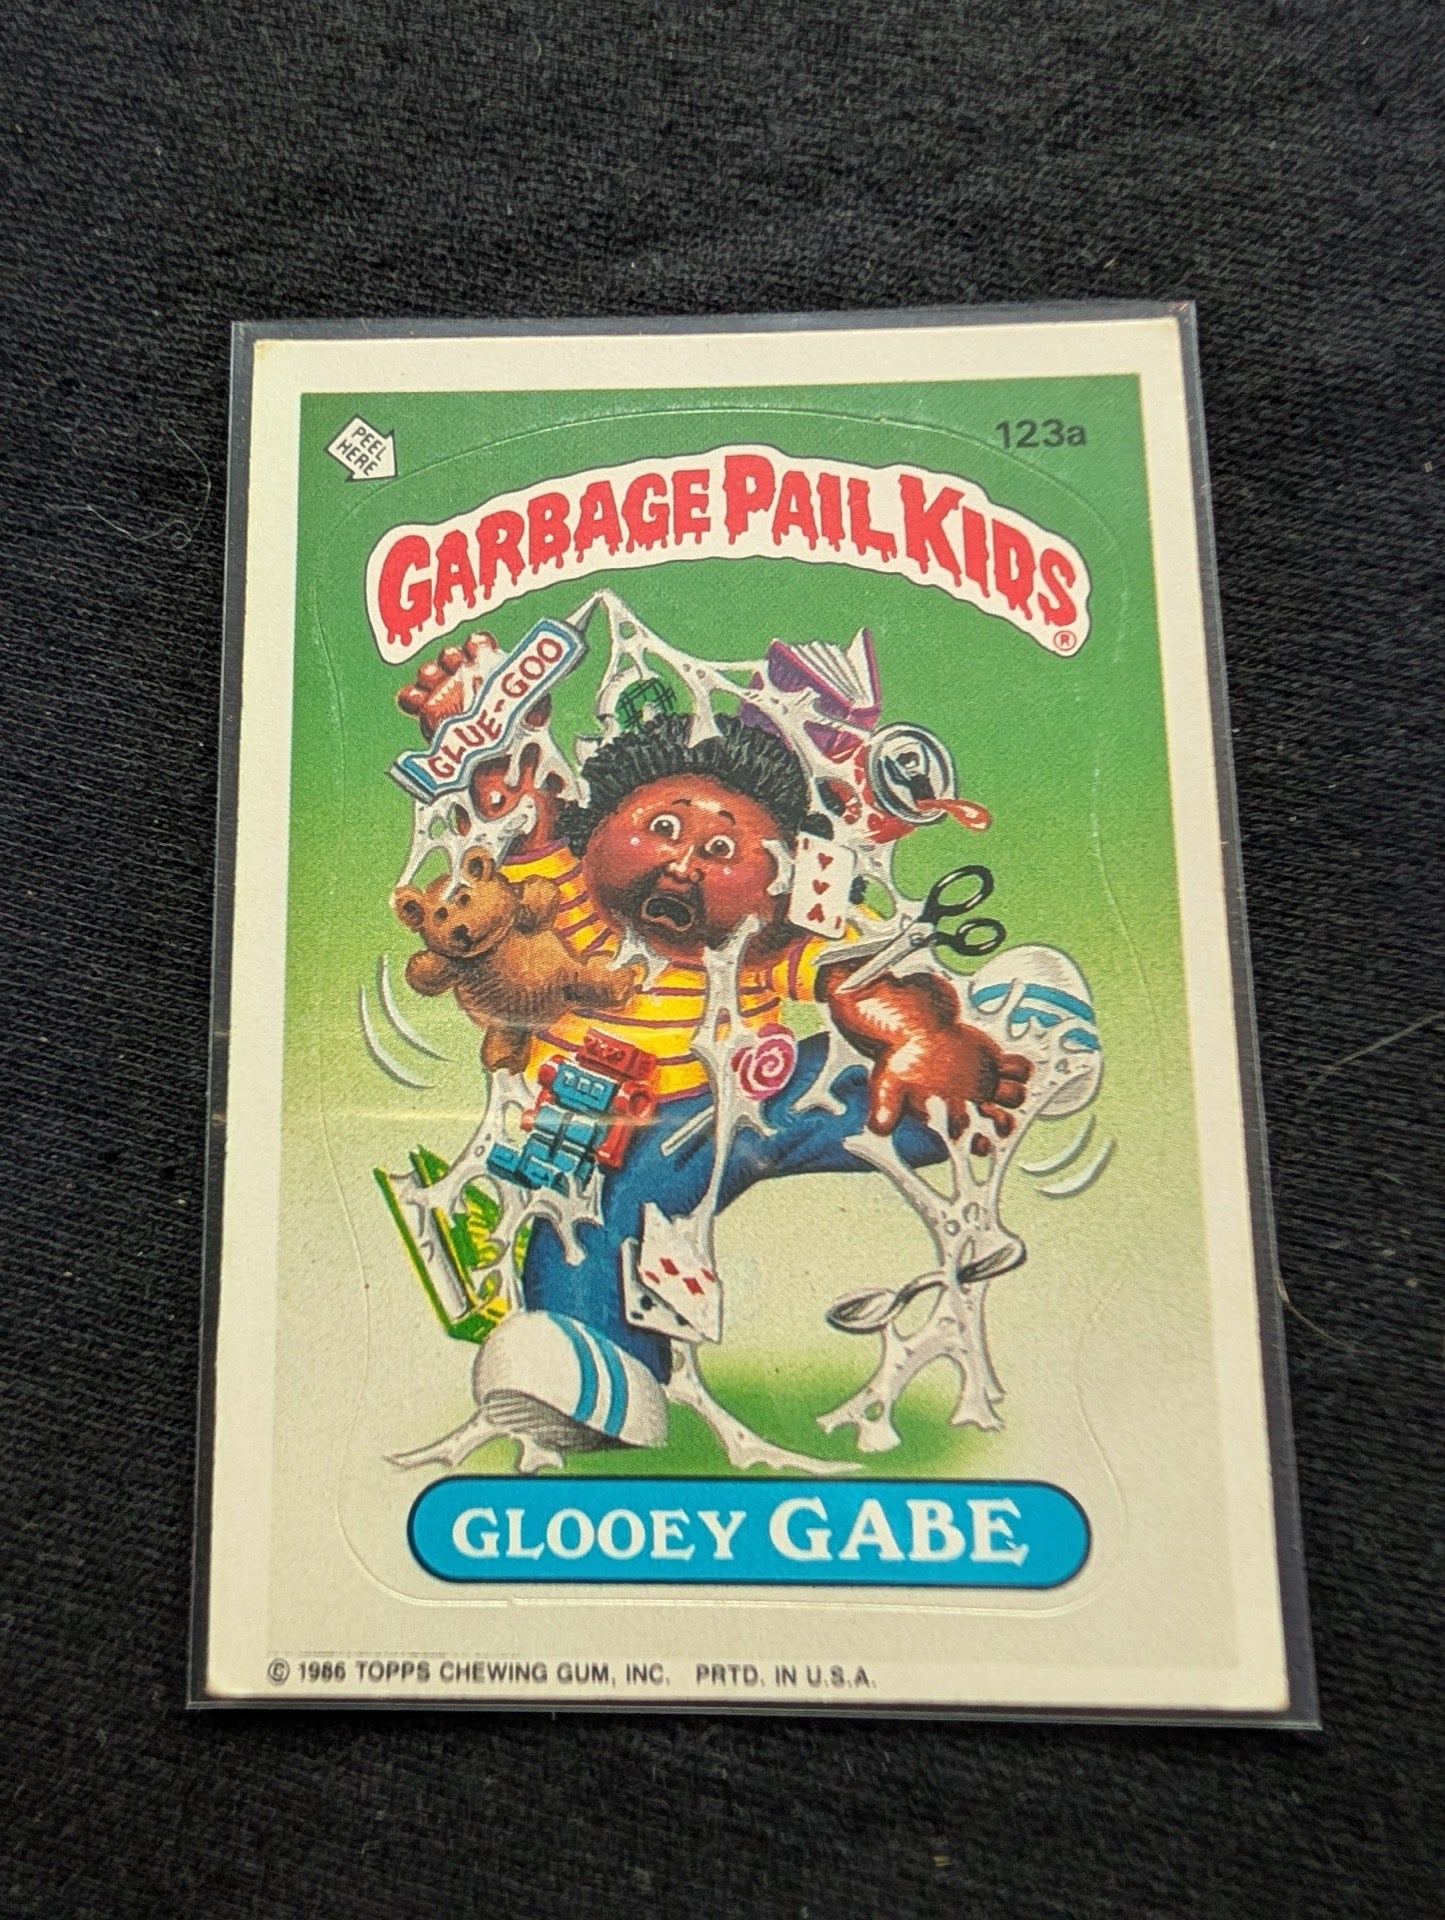 PEEL
HERE
123a
GARBAGE PAIL KIDS
®
GLUE-GOO
GLOOEY GABE
© 1986 TOPPS CHEWING GUM, INC. PRTD. IN U.S.A.